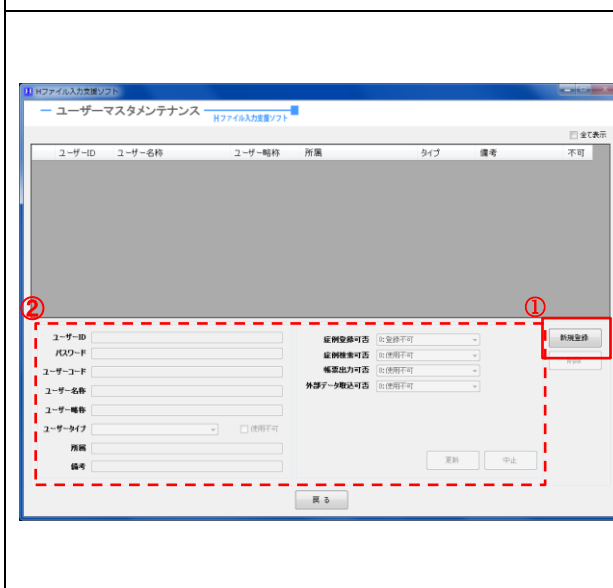 Hファイル入力支援ソフト
ユーザーマスタメンテナンス
Hファイル入力支援ソフト
全て表示
ユーザーID ユーザー名称 ユーザー略称 所属 タイプ 備考 不可
②
①
ユーザーID
パスワード
ユーザーコード
ユーザー名称
ユーザー略称
ユーザータイプ 使用不可
所属
備考
症例登録可否 0:登録不可
症例検索可否 0:使用不可
帳票出力可否 0:使用不可
外部データ取込可否 0:使用不可
更新 中止
新規登録
削除
戻る